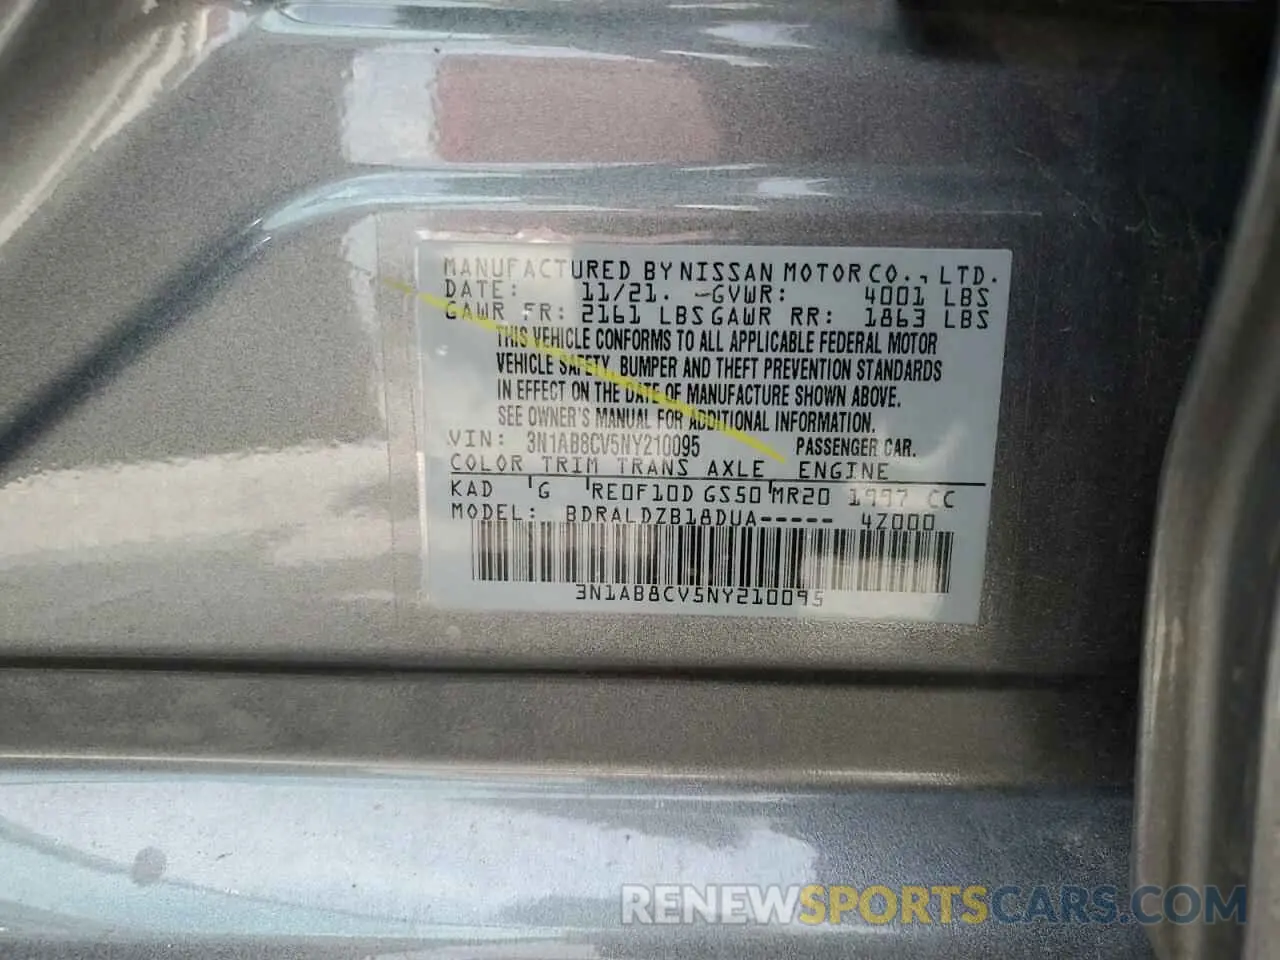 MANUFACTURED BY NISSAN MOTOR CO., LTD.
DATE: 11/21. -GVWR: 4001 LBS
GAWR FR: 2161 LBS GAWR RR: 1863 LBS
THIS VEHICLE CONFORMS TO ALL APPLICABLE FEDERAL MOTOR
VEHICLE SAFETY, BUMPER AND THEFT PREVENTION STANDARDS
IN EFFECT ON THE DATE OF MANUFACTURE SHOWN ABOVE.
SEE OWNER'S MANUAL FOR ADDITIONAL INFORMATION.
VIN: 3N1AB8CV5NY210095 PASSENGER CAR.
COLOR TRIM TRANS AXLE ENGINE
KAD 'G 'RE0F10D GS50'MR20 1997 CC
MODEL: BDRALDZB18DUA----- 4Z000
3N1AB8CV5NY210095
RENEWSPORTSCARS.COM